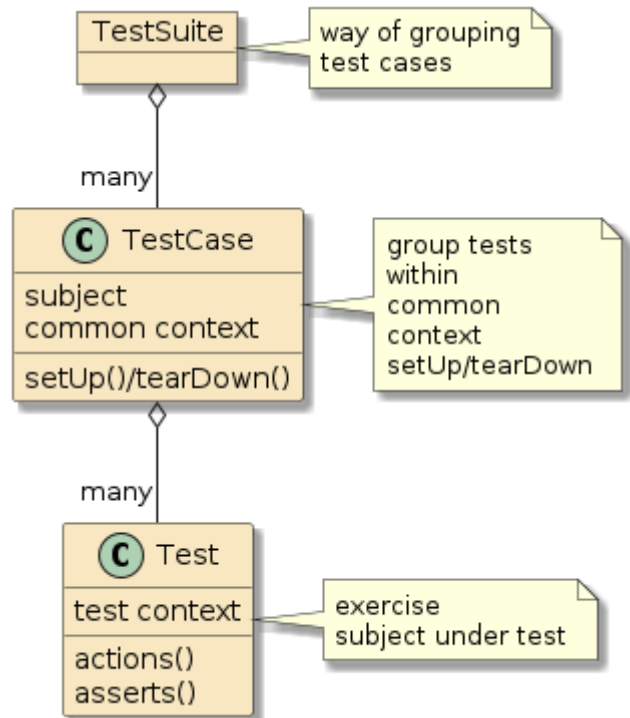 TestSuite
way of grouping
test cases
many
C TestCase
subject
common context
setUp()/tearDown()
group tests
within
common
context
setUp/tearDown
many
C Test
test context
actions()
asserts()
exercise
subject under test